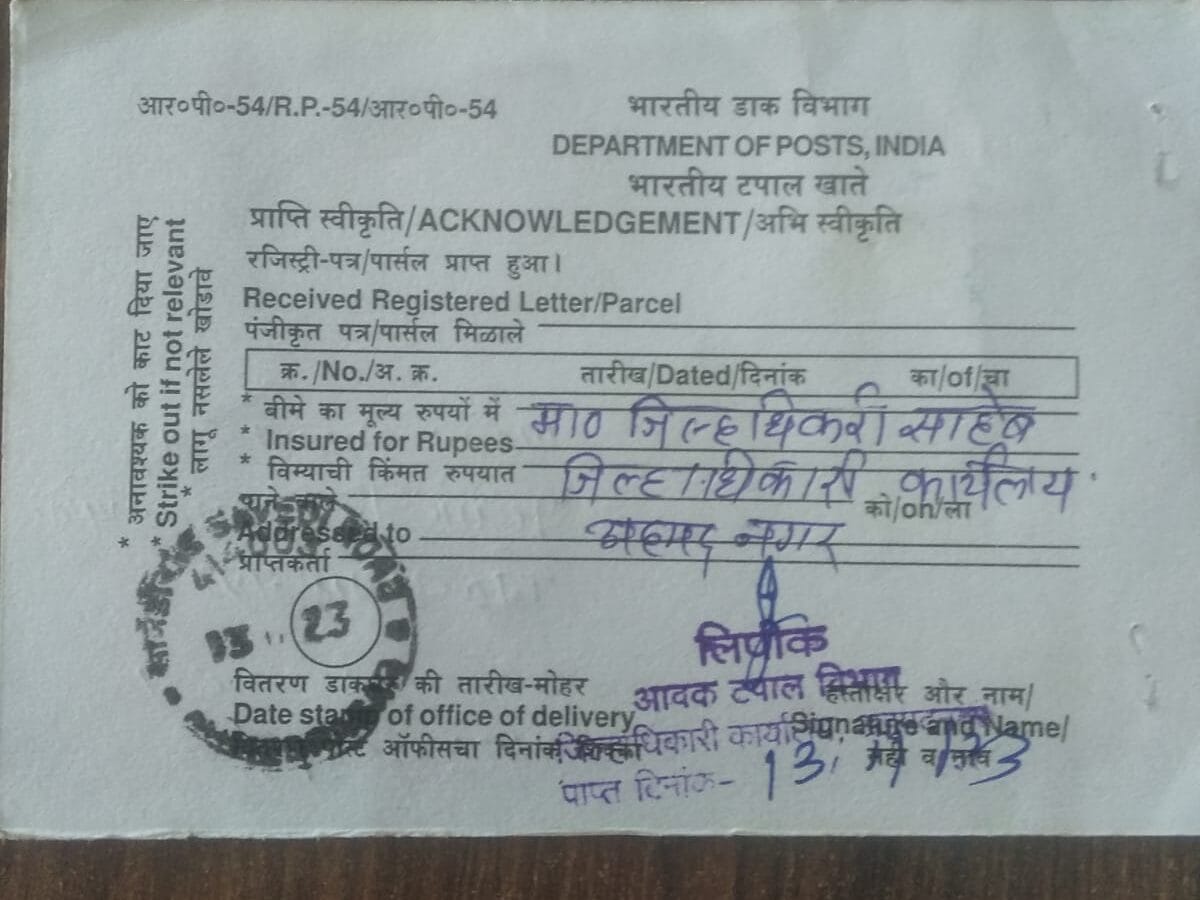 आर०पी०-54/R.P.-54/आर०पी०-54
भारतीय डाक विभाग
DEPARTMENT OF POSTS, INDIA
भारतीय टपाल खाते
प्राप्ति स्वीकृति/ACKNOWLEDGEMENT/अभि स्वीकृति
रजिस्ट्री-पत्र/पार्सल प्राप्त हुआ।
Received Registered Letter/Parcel
पंजीकृत पत्र/पार्सल मिळाले
क्र./No./अ. क्र. तारीख/Dated/दिनांक का/of/चा
* बीमे का मूल्य रुपयों में
* Insured for Rupees
* विम्याची किंमत रुपयात
मा० जिल्हाधिकारी साहेब
जिल्हाधिकारी कार्यालय
अहमद नगर
पाने वाले को/on/ला
Addressed to
प्राप्तकर्ता
* अनावश्यक को काट दिया जाए
* Strike out if not relevant
* लागू नसलेले खोडावे
13 23
लिपीक
आवक टपाल विभाग
जिल्हाधिकारी कार्यालय,
प्राप्त दिनांक-
वितरण डाकघर की तारीख-मोहर
Date stamp of office of delivery
ऑफीसचा दिनांक
हस्ताक्षर और नाम/
Signature and Name/
सही व नाव